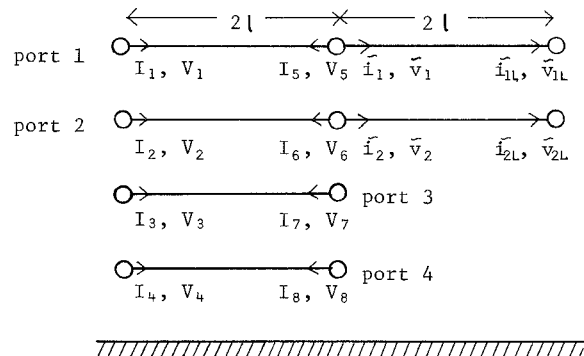 2l 2l
port 1
I₁, V₁ I₅, V₅ ĩ₁, ṽ₁ ĩ₁L, ṽ₁L
port 2
I₂, V₂ I₆, V₆ ĩ₂, ṽ₂ ĩ₂L, ṽ₂L
port 3
I₃, V₃ I₇, V₇
port 4
I₄, V₄ I₈, V₈